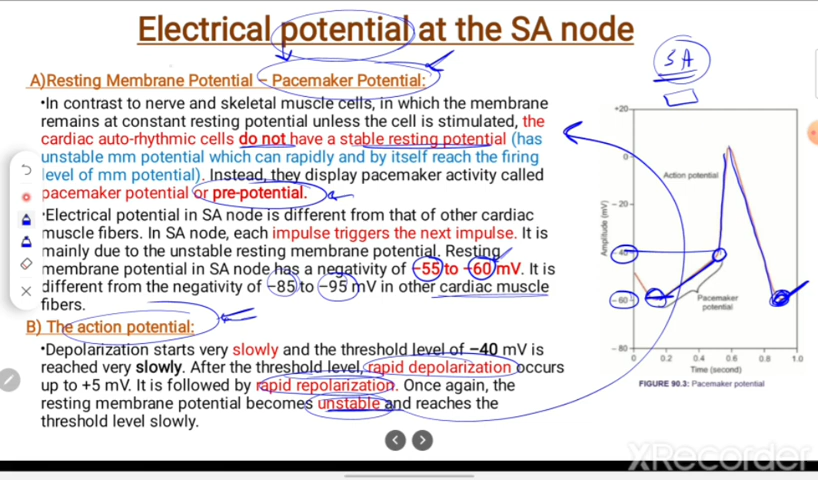 Electrical potential at the SA node
SA
A)Resting Membrane Potential – Pacemaker Potential:
•In contrast to nerve and skeletal muscle cells, in which the membrane
remains at constant resting potential unless the cell is stimulated, the
cardiac auto-rhythmic cells do not have a stable resting potential (has
unstable mm potential which can rapidly and by itself reach the firing
level of mm potential). Instead, they display pacemaker activity called
pacemaker potential or pre-potential.
•Electrical potential in SA node is different from that of other cardiac
muscle fibers. In SA node, each impulse triggers the next impulse. It is
mainly due to the unstable resting membrane potential. Resting
membrane potential in SA node has a negativity of –55 to –60 mV. It is
different from the negativity of –85 to –95 mV in other cardiac muscle
fibers.
B) The action potential:
•Depolarization starts very slowly and the threshold level of –40 mV is
reached very slowly. After the threshold level, rapid depolarization occurs
up to +5 mV. It is followed by rapid repolarization. Once again, the
resting membrane potential becomes unstable and reaches the
threshold level slowly.
+20
0
–20
–40
–60
–80
Amplitude (mV)
Action potential
Pacemaker
potential
0 0.2 0.4 0.6 0.8 1.0
Time (second)
FIGURE 90.3: Pacemaker potential
XRecorder